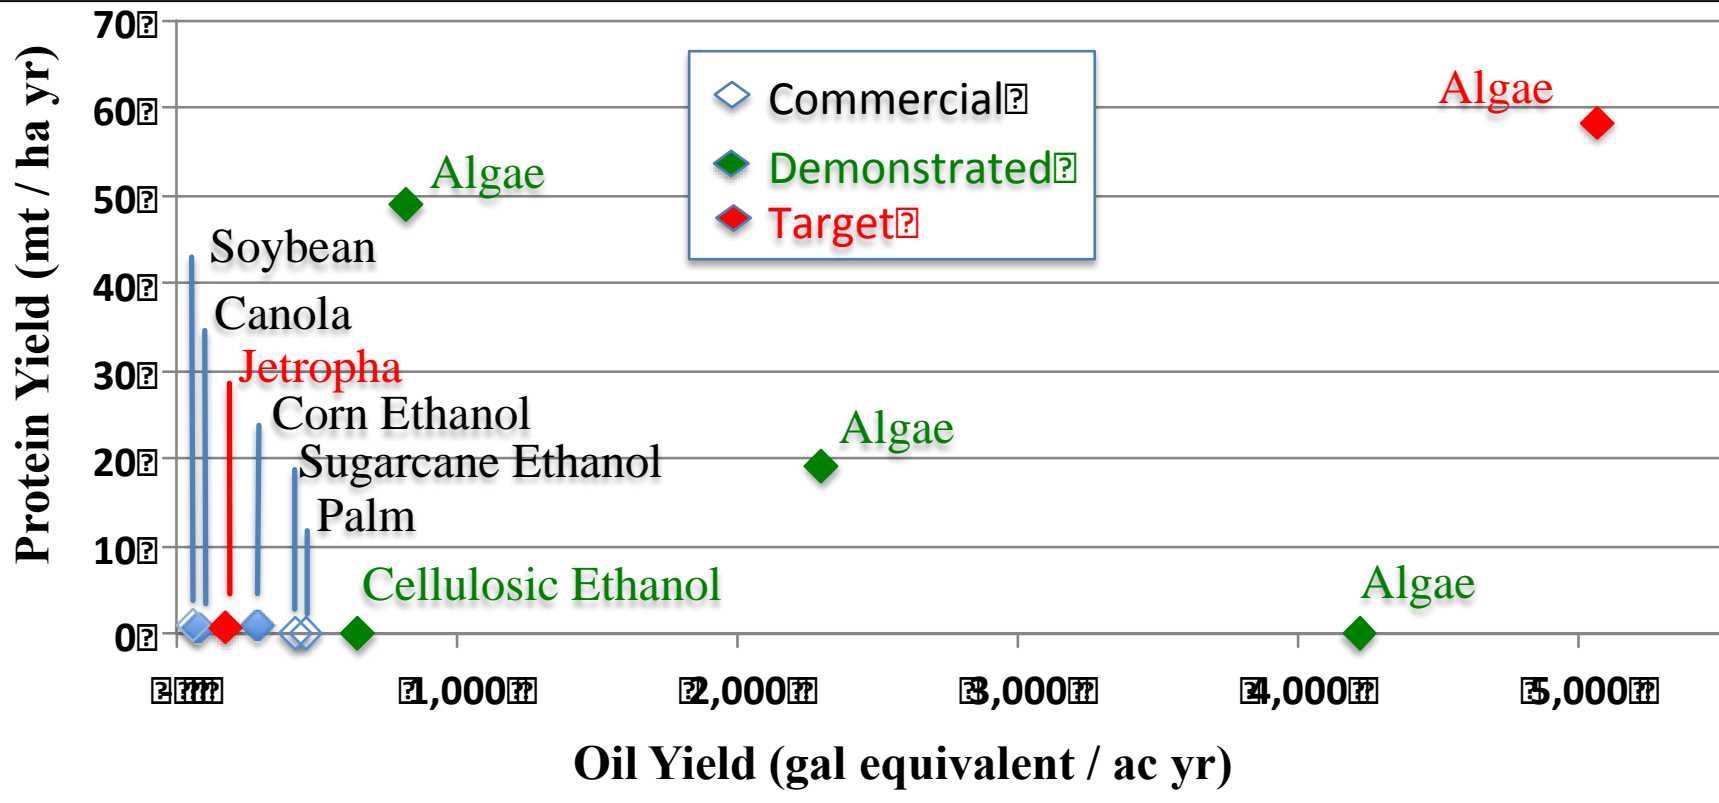 Protein Yield (mt / ha yr)
70
60
50
40
30
20
10
0
Commercial
Demonstrated
Target
Algae
Algae
Soybean
Canola
Jetropha
Corn Ethanol
Sugarcane Ethanol
Palm
Algae
Cellulosic Ethanol
Algae
-
1,000
2,000
3,000
4,000
5,000
Oil Yield (gal equivalent / ac yr)